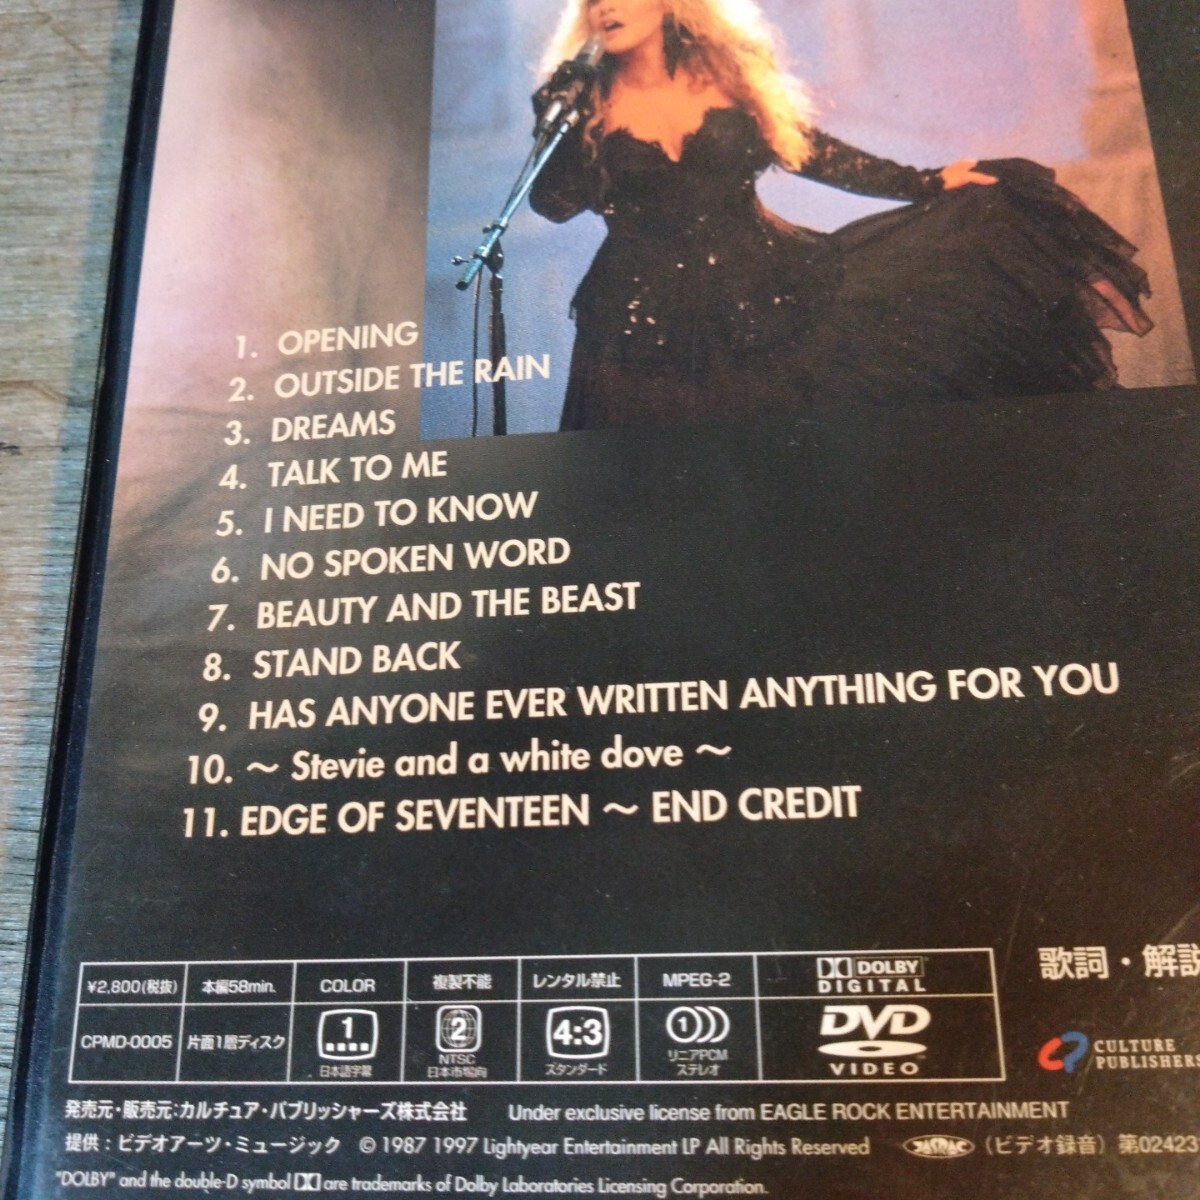 1. OPENING
2. OUTSIDE THE RAIN
3. DREAMS
4. TALK TO ME
5. I NEED TO KNOW
6. NO SPOKEN WORD
7. BEAUTY AND THE BEAST
8. STAND BACK
9. HAS ANYONE EVER WRITTEN ANYTHING FOR YOU
10. ～ Stevie and a white dove ～
11. EDGE OF SEVENTEEN ～ END CREDIT
¥2,800(税抜) 本編58min. COLOR 複製不能 レンタル禁止 MPEG-2 DOLBY DIGITAL
CPMD-0005 片面1層ディスク 1 日本語字幕 2 NTSC 日本市場向 4:3 スタンダード 1 リニアPCM ステレオ DVD VIDEO
歌詞・解説
CULTURE PUBLISHERS
発売元・販売元:カルチュア・パブリッシャーズ株式会社 Under exclusive license from EAGLE ROCK ENTERTAINMENT
提供:ビデオアーツ・ミュージック © 1987 1997 Lightyear Entertainment LP All Rights Reserved JASRAC (ビデオ録音) 第02423
"DOLBY" and the double-D symbol are trademarks of Dolby Laboratories Licensing Corporation.